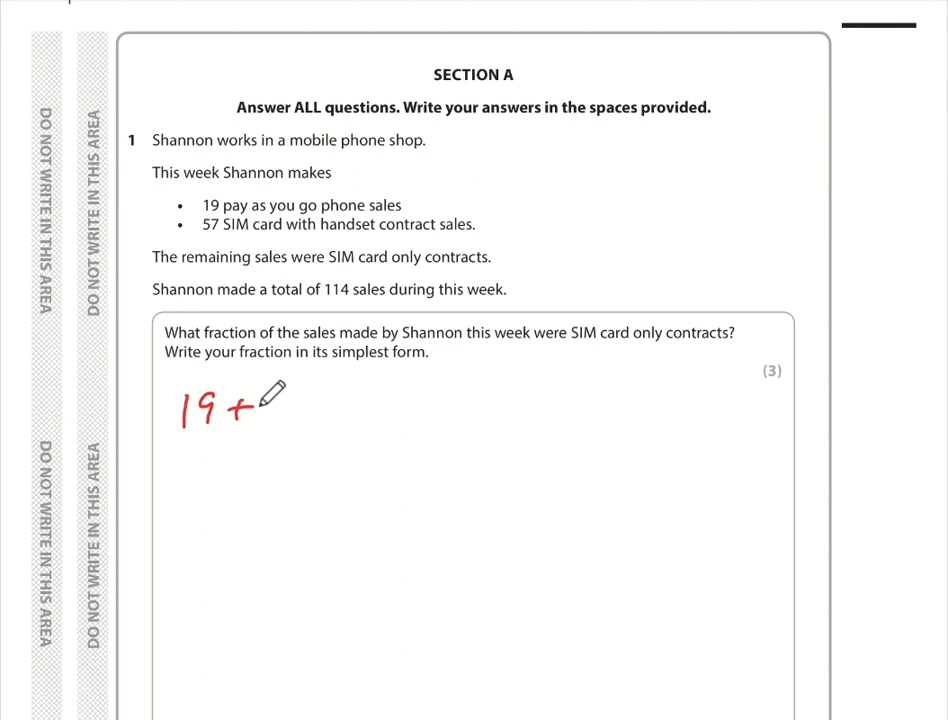 SECTION A
Answer ALL questions. Write your answers in the spaces provided.
1 Shannon works in a mobile phone shop.
This week Shannon makes
• 19 pay as you go phone sales
• 57 SIM card with handset contract sales.
The remaining sales were SIM card only contracts.
Shannon made a total of 114 sales during this week.
What fraction of the sales made by Shannon this week were SIM card only contracts?
Write your fraction in its simplest form.
(3)
19 +
DO NOT WRITE IN THIS AREA
DO NOT WRITE IN THIS AREA
DO NOT WRITE IN THIS AREA
DO NOT WRITE IN THIS AREA